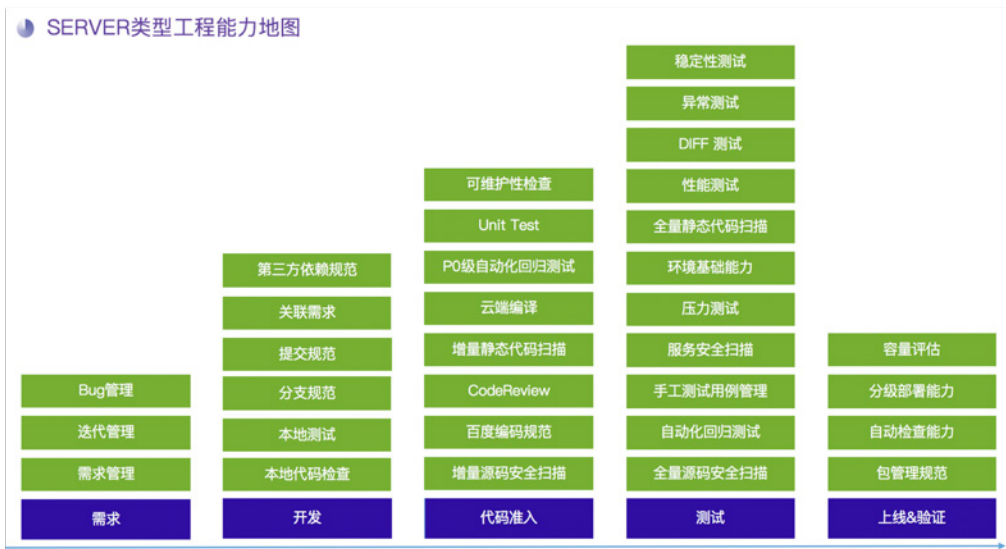 SERVER类型工程能力地图
Bug管理
迭代管理
需求管理
需求
第三方依赖规范
关联需求
提交规范
分支规范
本地测试
本地代码检查
开发
可维护性检查
Unit Test
P0级自动化回归测试
云端编译
增量静态代码扫描
CodeReview
百度编码规范
增量源码安全扫描
代码准入
稳定性测试
异常测试
DIFF 测试
性能测试
全量静态代码扫描
环境基础能力
压力测试
服务安全扫描
手工测试用例管理
自动化回归测试
全量源码安全扫描
测试
容量评估
分级部署能力
自动检查能力
包管理规范
上线&验证